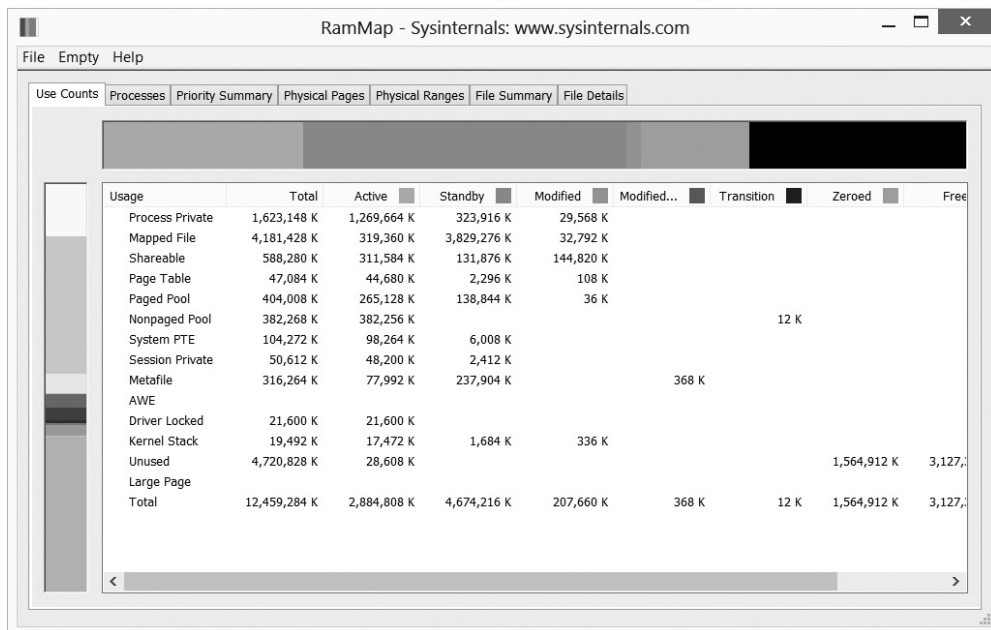 RamMap - Sysinternals: www.sysinternals.com
File Empty Help
Use Counts Processes Priority Summary Physical Pages Physical Ranges File Summary File Details
Usage Total Active Standby Modified Modified... Transition Zeroed Free
Process Private 1,623,148 K 1,269,664 K 323,916 K 29,568 K
Mapped File 4,181,428 K 319,360 K 3,829,276 K 32,792 K
Shareable 588,280 K 311,584 K 131,876 K 144,820 K
Page Table 47,084 K 44,680 K 2,296 K 108 K
Paged Pool 404,008 K 265,128 K 138,844 K 36 K
Nonpaged Pool 382,268 K 382,256 K 12 K
System PTE 104,272 K 98,264 K 6,008 K
Session Private 50,612 K 48,200 K 2,412 K
Metafile 316,264 K 77,992 K 237,904 K 368 K
AWE
Driver Locked 21,600 K 21,600 K
Kernel Stack 19,492 K 17,472 K 1,684 K 336 K
Unused 4,720,828 K 28,608 K 1,564,912 K 3,127,
Large Page
Total 12,459,284 K 2,884,808 K 4,674,216 K 207,660 K 368 K 12 K 1,564,912 K 3,127,